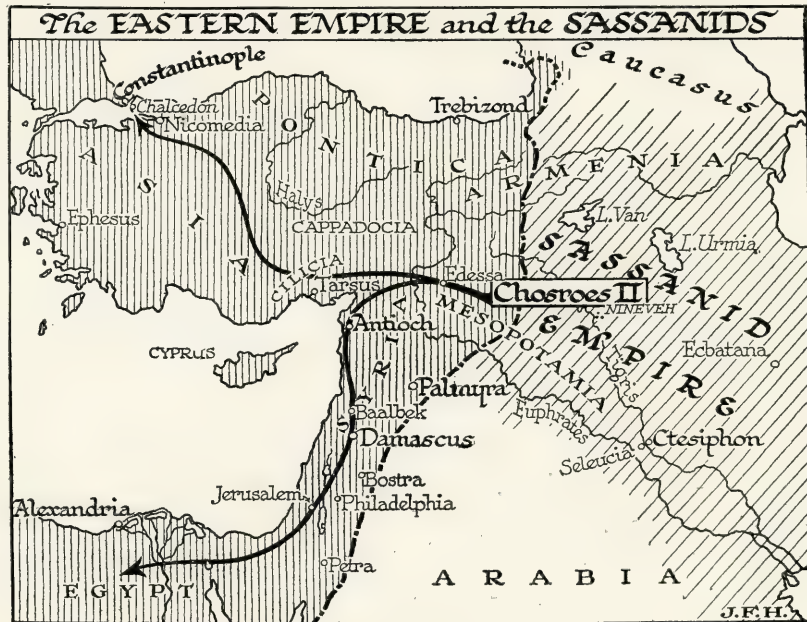 The EASTERN EMPIRE and the SASSANIDS
Caucasus
Constantinople
Chalcedon
Nicomedia
PONTICA
Trebizond
ARMENIA
ASIA
Halys
L.Van
Ephesus
CAPPADOCIA
L.Urmia
SASSANID
EMPIRE
CILICIA
Tarsus
Edessa
Chosroes II
NINEVEH
MESOPOTAMIA
Antioch
SYRIA
CYPRUS
Ecbatana
Tigris
Palmyra
Baalbek
Euphrates
Damascus
Ctesiphon
Seleucia
Bostra
Jerusalem
Philadelphia
Alexandria
Petra
ARABIA
EGYPT
J.F.H.